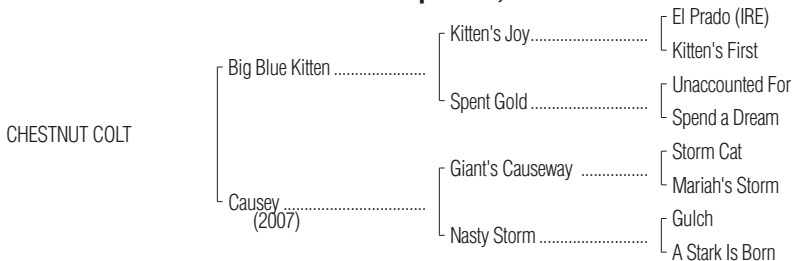 El Prado (IRE)
Kitten's Joy..............................
Kitten's First
Big Blue Kitten .......................
Unaccounted For
Spent Gold..............................
Spend a Dream
CHESTNUT COLT
Storm Cat
Giant's Causeway .................
Mariah's Storm
Causey ...................................
(2007)
Gulch
Nasty Storm ...........................
A Stark Is Born